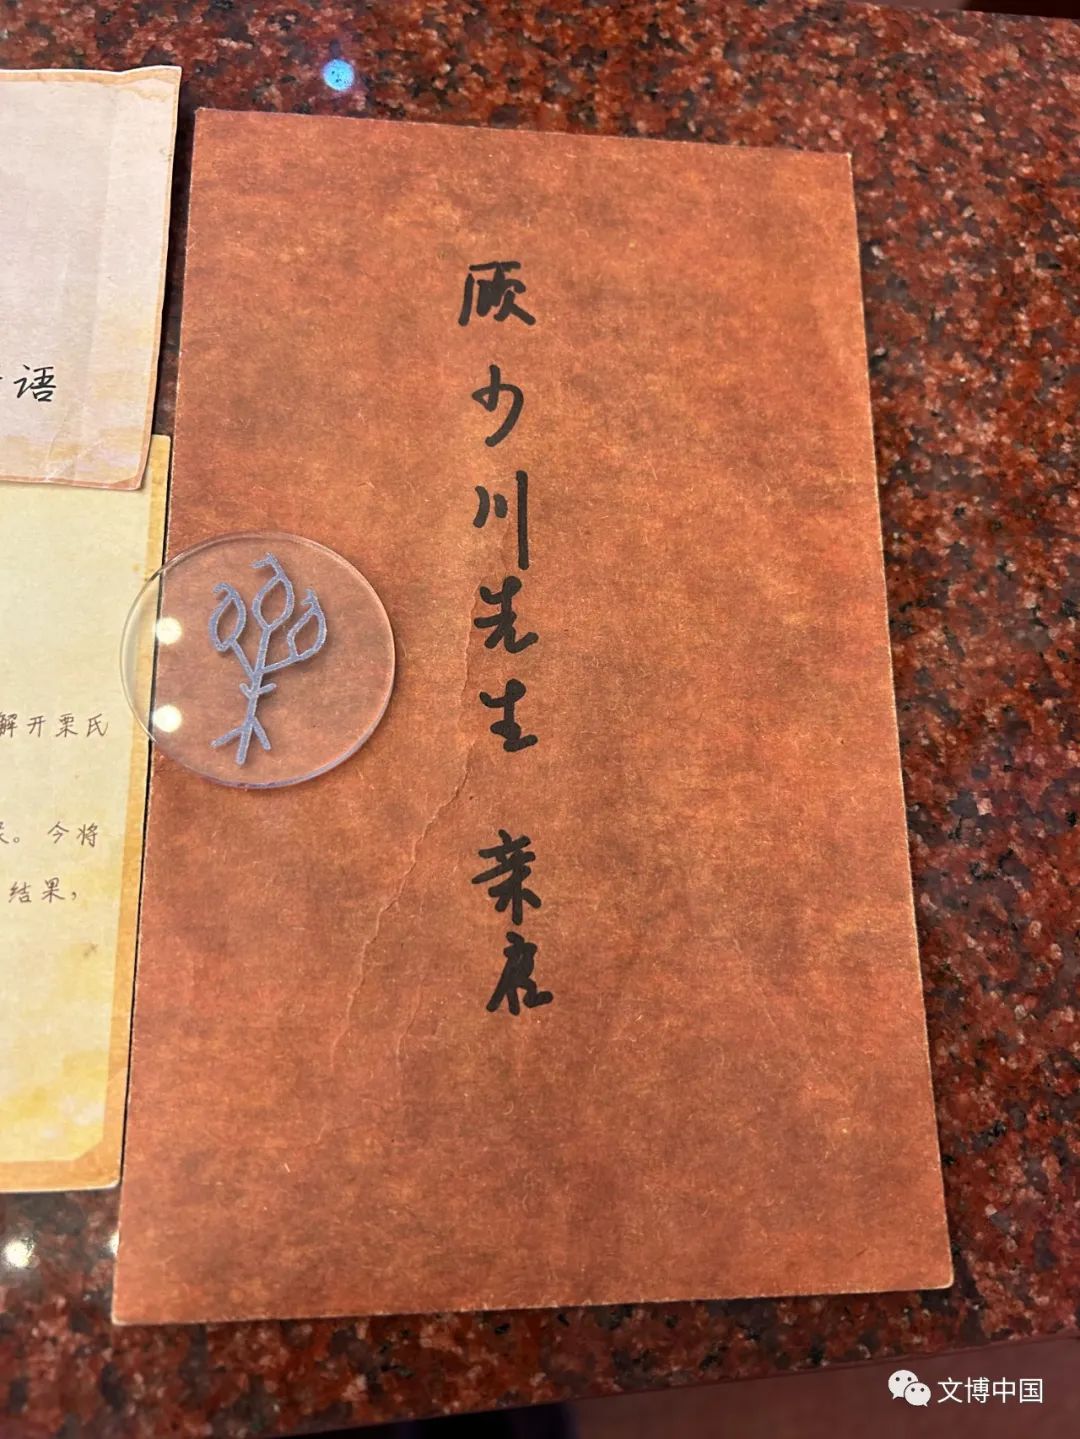 语
解开栗氏
。今将
结果，
顾少川先生 亲启
文博中国